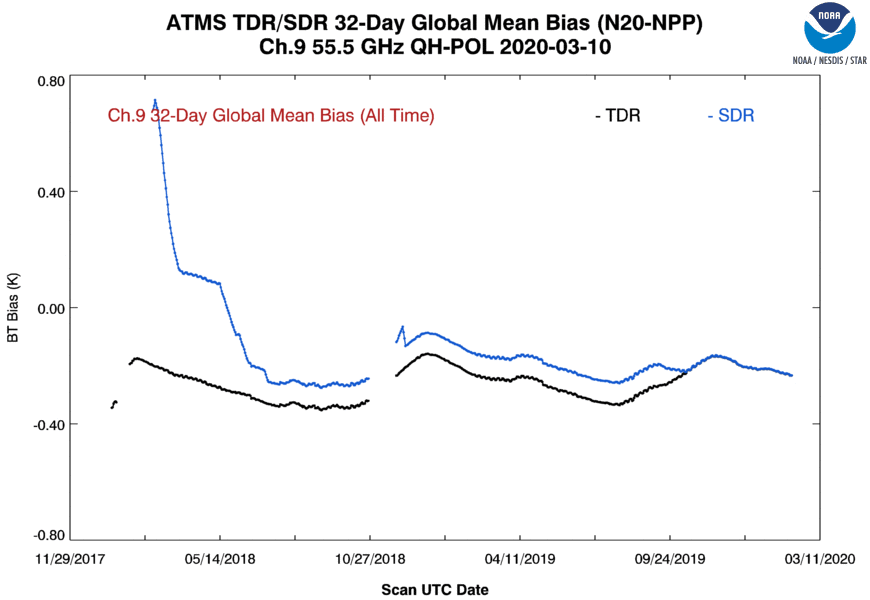 ATMS TDR/SDR 32-Day Global Mean Bias (N20-NPP)
Ch.9 55.5 GHz QH-POL 2020-03-10
NOAA
NOAA / NESDIS / STAR
Ch.9 32-Day Global Mean Bias (All Time)
- TDR
- SDR
0.80
0.40
0.00
-0.40
-0.80
BT Bias (K)
11/29/2017
05/14/2018
10/27/2018
04/11/2019
09/24/2019
03/11/2020
Scan UTC Date